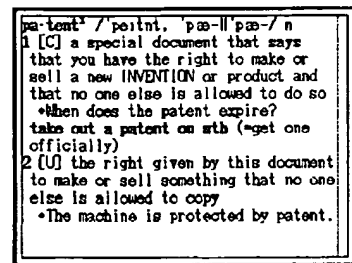 pa·tent¹ /ˈpeɪtnt, ˈpæ-‖ˈpæ-/ n
1 [C] a special document that says
that you have the right to make or
sell a new INVENTION or product and
that no one else is allowed to do so
•When does the patent expire?
take out a patent on sth (=get one
officially)
2 [U] the right given by this document
to make or sell something that no one
else is allowed to copy
•The machine is protected by patent.